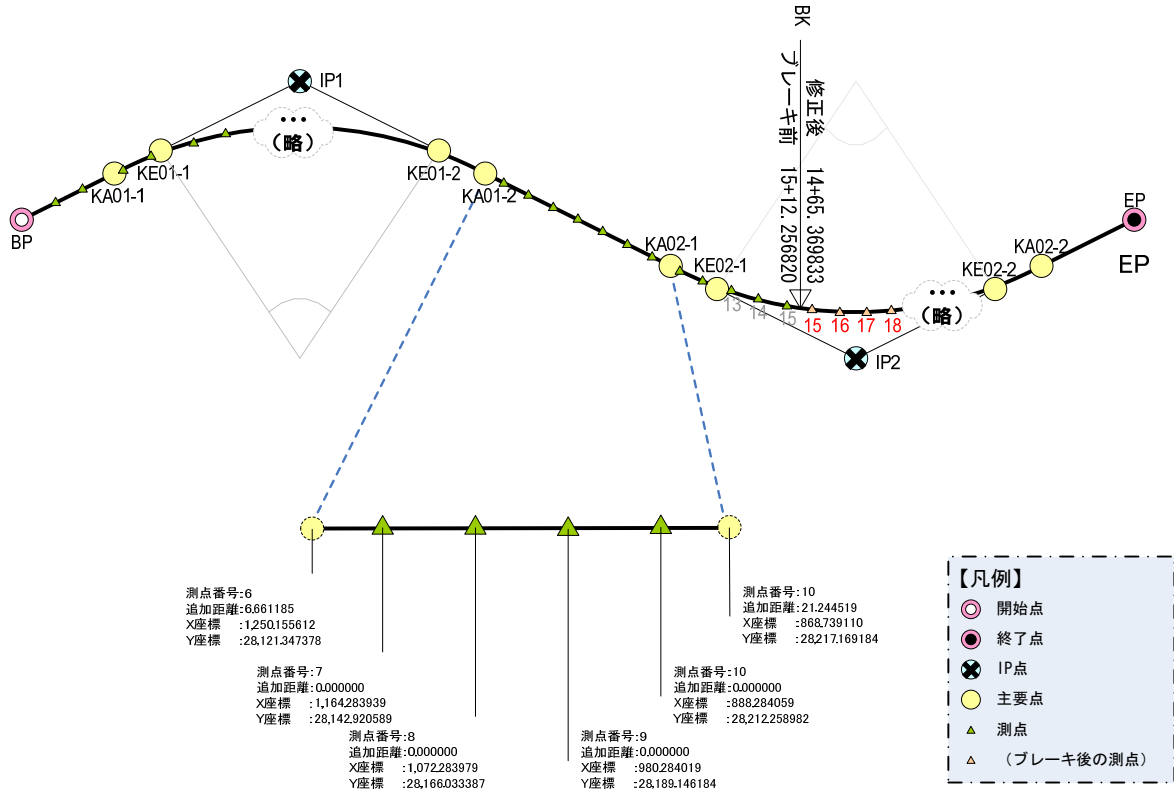 BK
ブレーキ前 15+12.256820
修正後 14+65.369833
IP1
•••
(略)
KE01-1
KA01-1
BP
KE01-2
KA01-2
KA02-1
KE02-1
13
14
15
15
16
17
18
•••
(略)
KE02-2
KA02-2
EP
EP
IP2
測点番号:6
追加距離:6.661185
X座標 :1,250.155612
Y座標 :28,121.347378
測点番号:7
追加距離:0.000000
X座標 :1,164.283939
Y座標 :28,142.920589
測点番号:8
追加距離:0.000000
X座標 :1,072.283979
Y座標 :28,166.033387
測点番号:9
追加距離:0.000000
X座標 :980.284019
Y座標 :28,189.146184
測点番号:10
追加距離:0.000000
X座標 :888.284059
Y座標 :28,212.258982
測点番号:10
追加距離:21.244519
X座標 :868.739110
Y座標 :28,217.169184
【凡例】
開始点
終了点
IP点
主要点
測点
(ブレーキ後の測点)